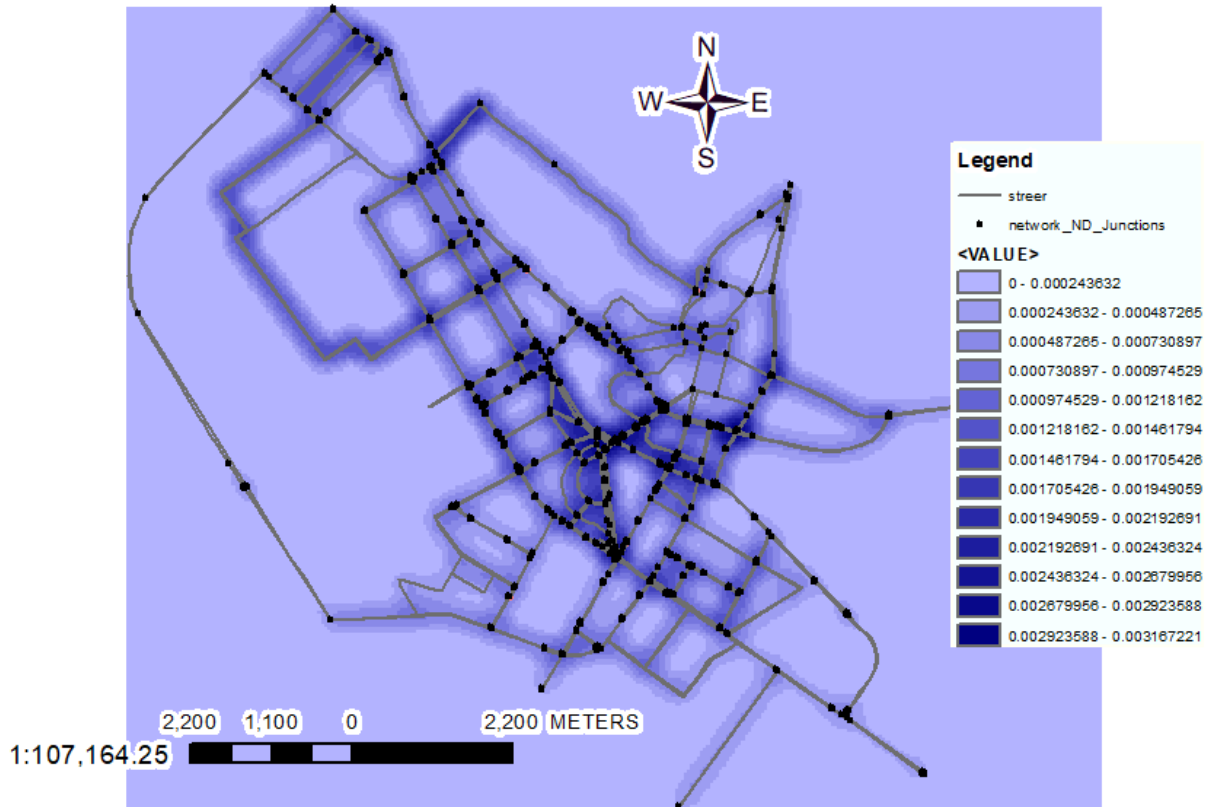 N
W E
S
Legend
streer
network_ND_Junctions
<VALUE>
0 - 0.000243632
0.000243632 - 0.000487265
0.000487265 - 0.000730897
0.000730897 - 0.000974529
0.000974529 - 0.001218162
0.001218162 - 0.001461794
0.001461794 - 0.001705426
0.001705426 - 0.001949059
0.001949059 - 0.002192691
0.002192691 - 0.002436324
0.002436324 - 0.002679956
0.002679956 - 0.002923588
0.002923588 - 0.003167221
2,200 1,100 0 2,200 METERS
1:107,164.25